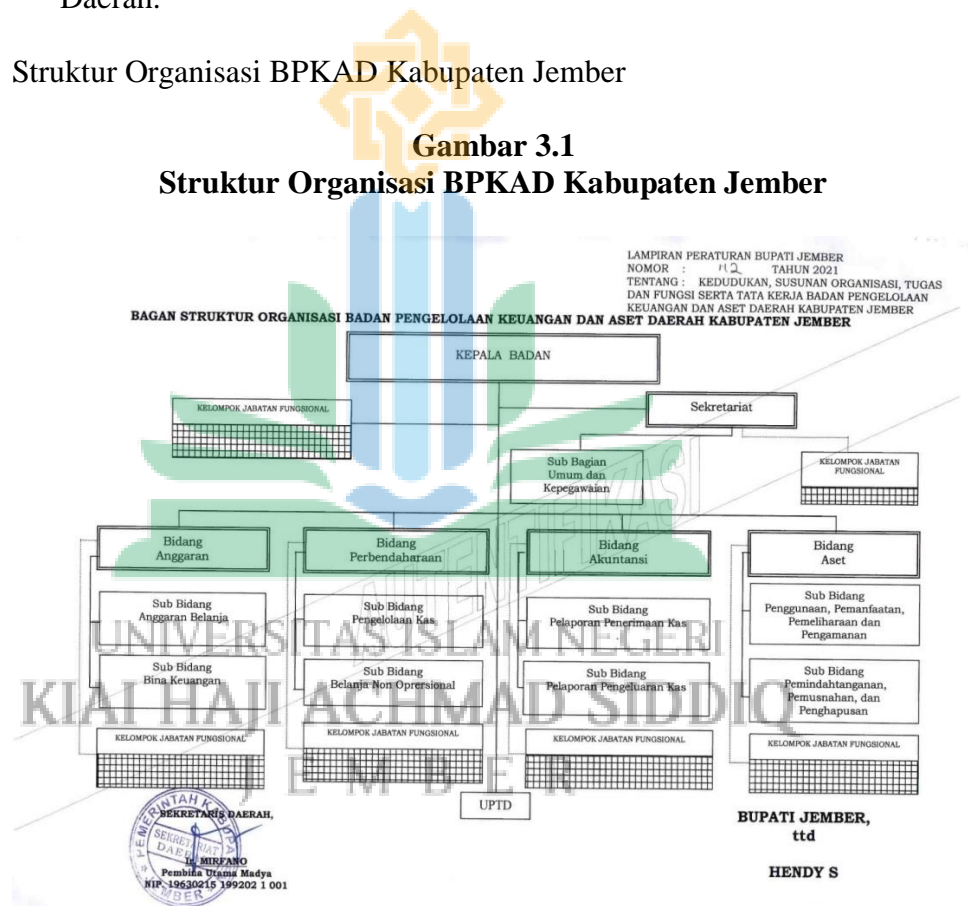 Daerah.
Struktur Organisasi BPKAD Kabupaten Jember
Gambar 3.1
Struktur Organisasi BPKAD Kabupaten Jember
LAMPIRAN PERATURAN BUPATI JEMBER
NOMOR : 112 TAHUN 2021
TENTANG : KEDUDUKAN, SUSUNAN ORGANISASI, TUGAS
DAN FUNGSI SERTA TATA KERJA BADAN PENGELOLAAN
KEUANGAN DAN ASET DAERAH KABUPATEN JEMBER
BAGAN STRUKTUR ORGANISASI BADAN PENGELOLAAN KEUANGAN DAN ASET DAERAH KABUPATEN JEMBER
KEPALA BADAN
KELOMPOK JABATAN FUNGSIONAL
Sekretariat
Sub Bagian
Umum dan
Kepegawaian
KELOMPOK JABATAN
FUNGSIONAL
AUTENTIFIKASI
Bidang
Anggaran
Bidang
Perbendaharaan
Bidang
Akuntansi
Bidang
Aset
Sub Bidang
Anggaran Belanja
Sub Bidang
Pengelolaan Kas
Sub Bidang
Pelaporan Penerimaan Kas
Sub Bidang
Penggunaan, Pemanfaatan,
Pemeliharaan dan
Pengamanan
UNIVERSITAS ISLAM NEGERI
Sub Bidang
Bina Keuangan
Sub Bidang
Belanja Non Oprersional
Sub Bidang
Pelaporan Pengeluaran Kas
Sub Bidang
Pemindahtanganan,
Pemusnahan, dan
Penghapusan
KIAI HAJI ACHMAD SIDDIQ
KELOMPOK JABATAN FUNGSIONAL
KELOMPOK JABATAN FUNGSIONAL
KELOMPOK JABATAN FUNGSIONAL
KELOMPOK JABATAN FUNGSIONAL
JEMBER
UPTD
SEKRETARIS DAERAH,
SEKRETARIAT
DAERAH
Ir. MIRFANO
Pembina Utama Madya
NIP. 19630215 199202 1 001
BUPATI JEMBER,
ttd
HENDY S